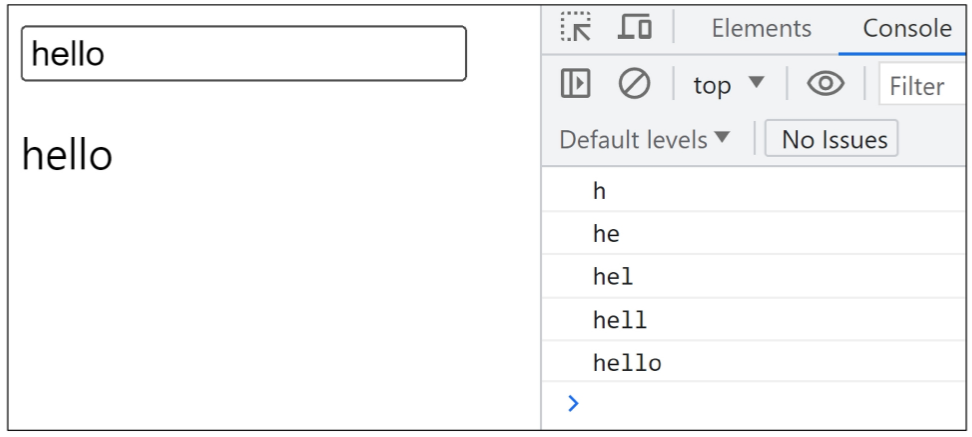 hello
hello
Elements Console
top Filter
Default levels No Issues
h
he
hel
hell
hello